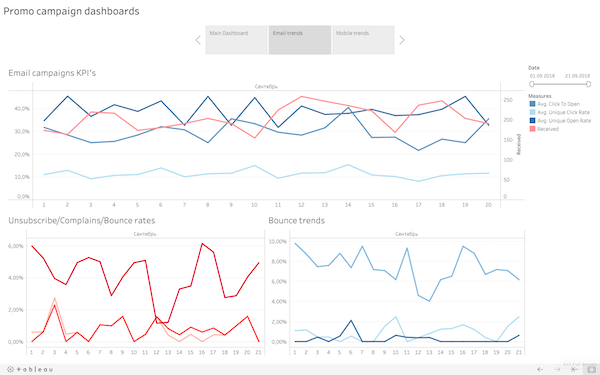 Promo campaign dashboards
Main Dashboard
Email trends
Mobile trends
Email campaigns KPI's
Сентябрь
40,0%
30,0%
20,0%
10,0%
0,0%
250
200
150
100
50
0
Received
1 2 3 4 5 6 7 8 9 10 11 12 13 14 15 16 17 18 19 20
Date
01.09.2018 21.09.2018
Measures
Avg. Click To Open
Avg. Unique Click Rate
Avg. Unique Open Rate
Received
Unsubscribe/Complains/Bounce rates
Сентябрь
6,00%
4,00%
2,00%
0,00%
1 2 3 4 5 6 7 8 9 10 11 12 13 14 15 16 17 18 19 20 21
Bounce trends
Сентябрь
10,00%
8,00%
6,00%
4,00%
2,00%
0,00%
1 2 3 4 5 6 7 8 9 10 11 12 13 14 15 16 17 18 19 20 21
+ableau